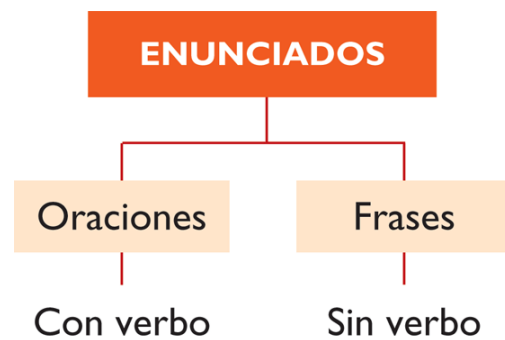 ENUNCIADOS
Oraciones
Frases
Con verbo
Sin verbo